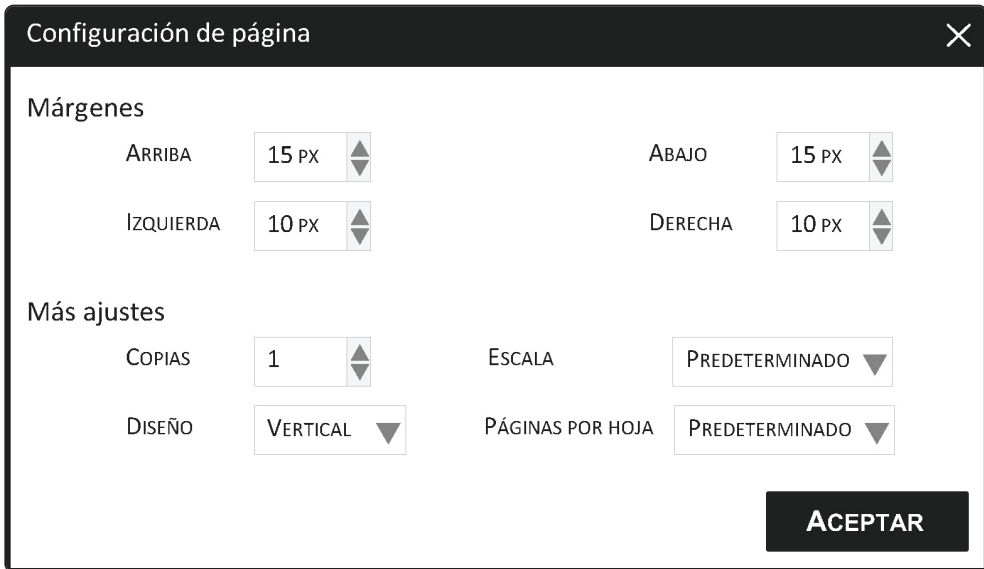 Configuración de página
Márgenes
ARRIBA 15 PX ABAJO 15 PX
IZQUIERDA 10 PX DERECHA 10 PX
Más ajustes
COPIAS 1 ESCALA PREDETERMINADO
DISEÑO VERTICAL PÁGINAS POR HOJA PREDETERMINADO
ACEPTAR